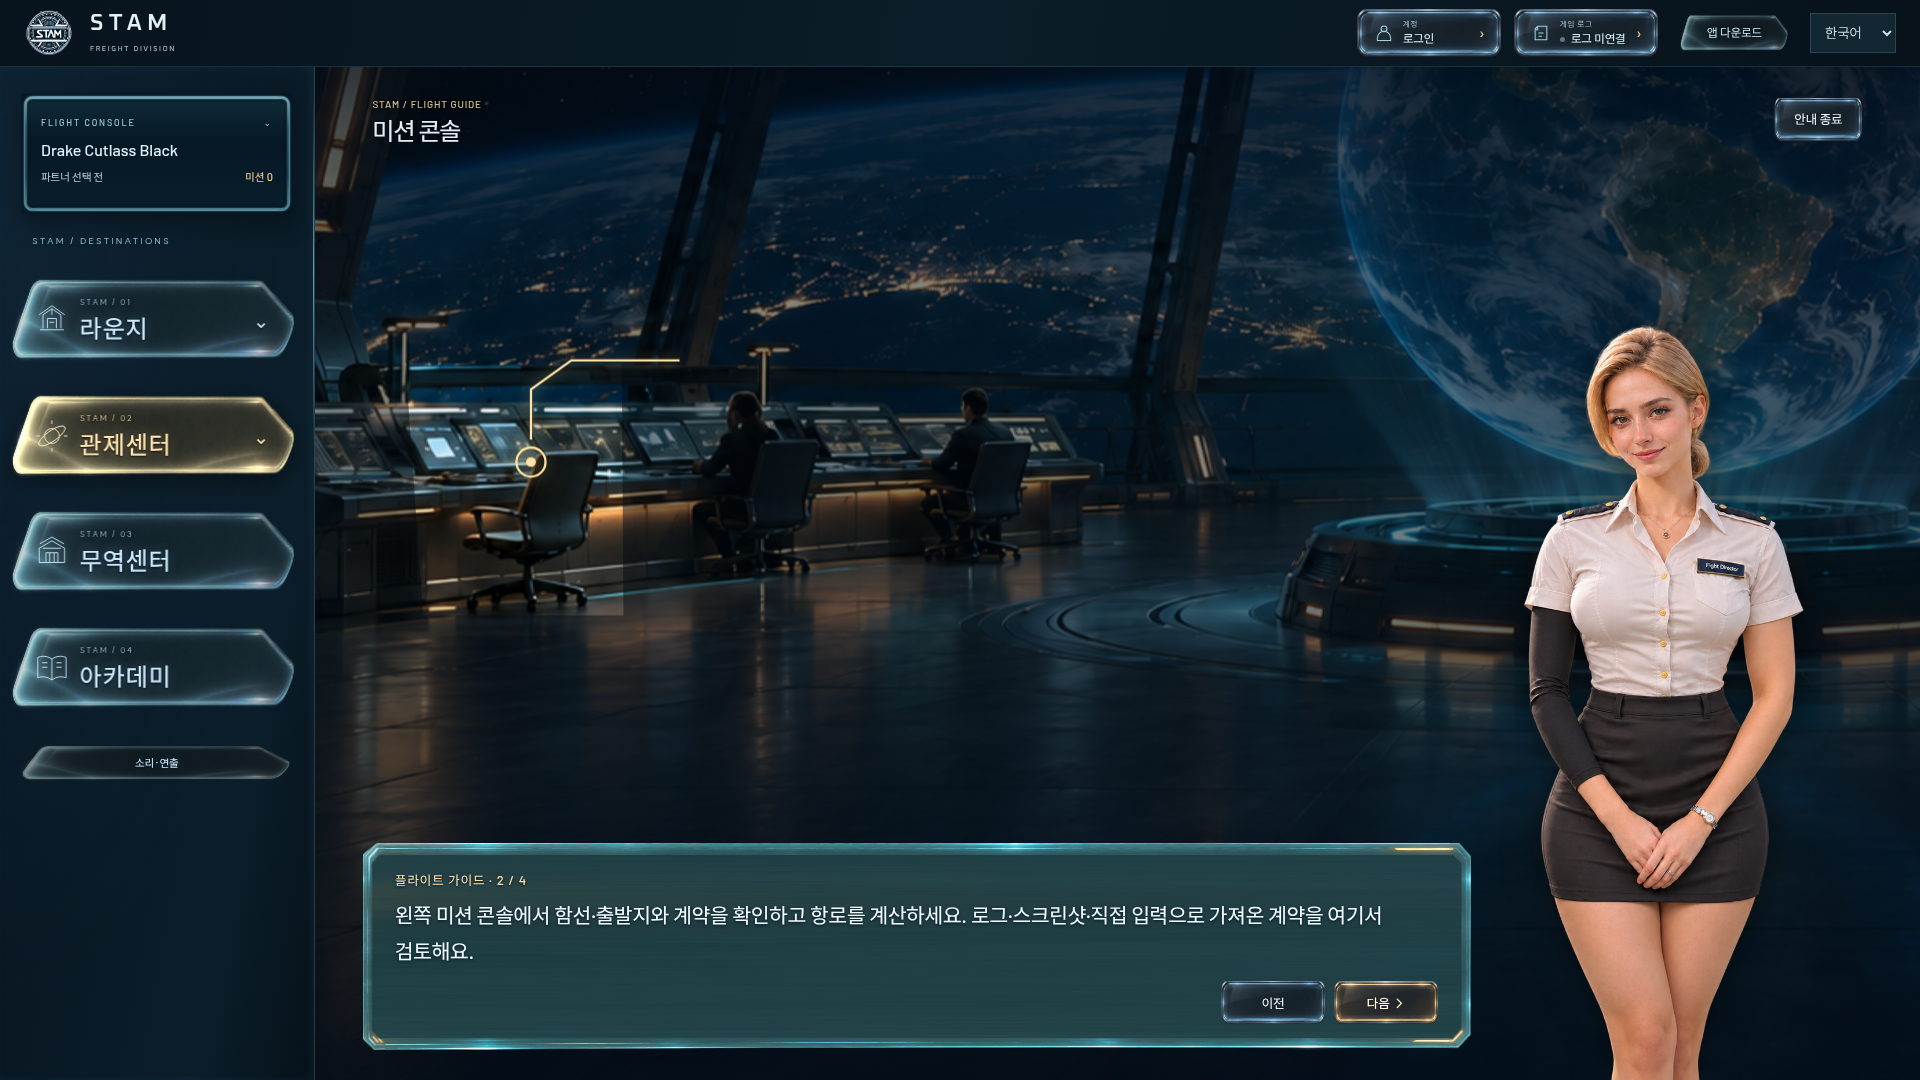 STAM
FREIGHT DIVISION
STAM
계정
로그인
게임 로그
로그 미연결
앱 다운로드
한국어
FLIGHT CONSOLE
Drake Cutlass Black
파트너 선택 전
미션 0
STAM / DESTINATIONS
STAM / 01
라운지
STAM / 02
관제센터
STAM / 03
무역센터
STAM / 04
아카데미
소리·연출
STAM / FLIGHT GUIDE
미션 콘솔
안내 종료
Flight Director
플라이트 가이드 · 2 / 4
왼쪽 미션 콘솔에서 함선·출발지와 계약을 확인하고 항로를 계산하세요. 로그·스크린샷·직접 입력으로 가져온 계약을 여기서
검토해요.
이전
다음